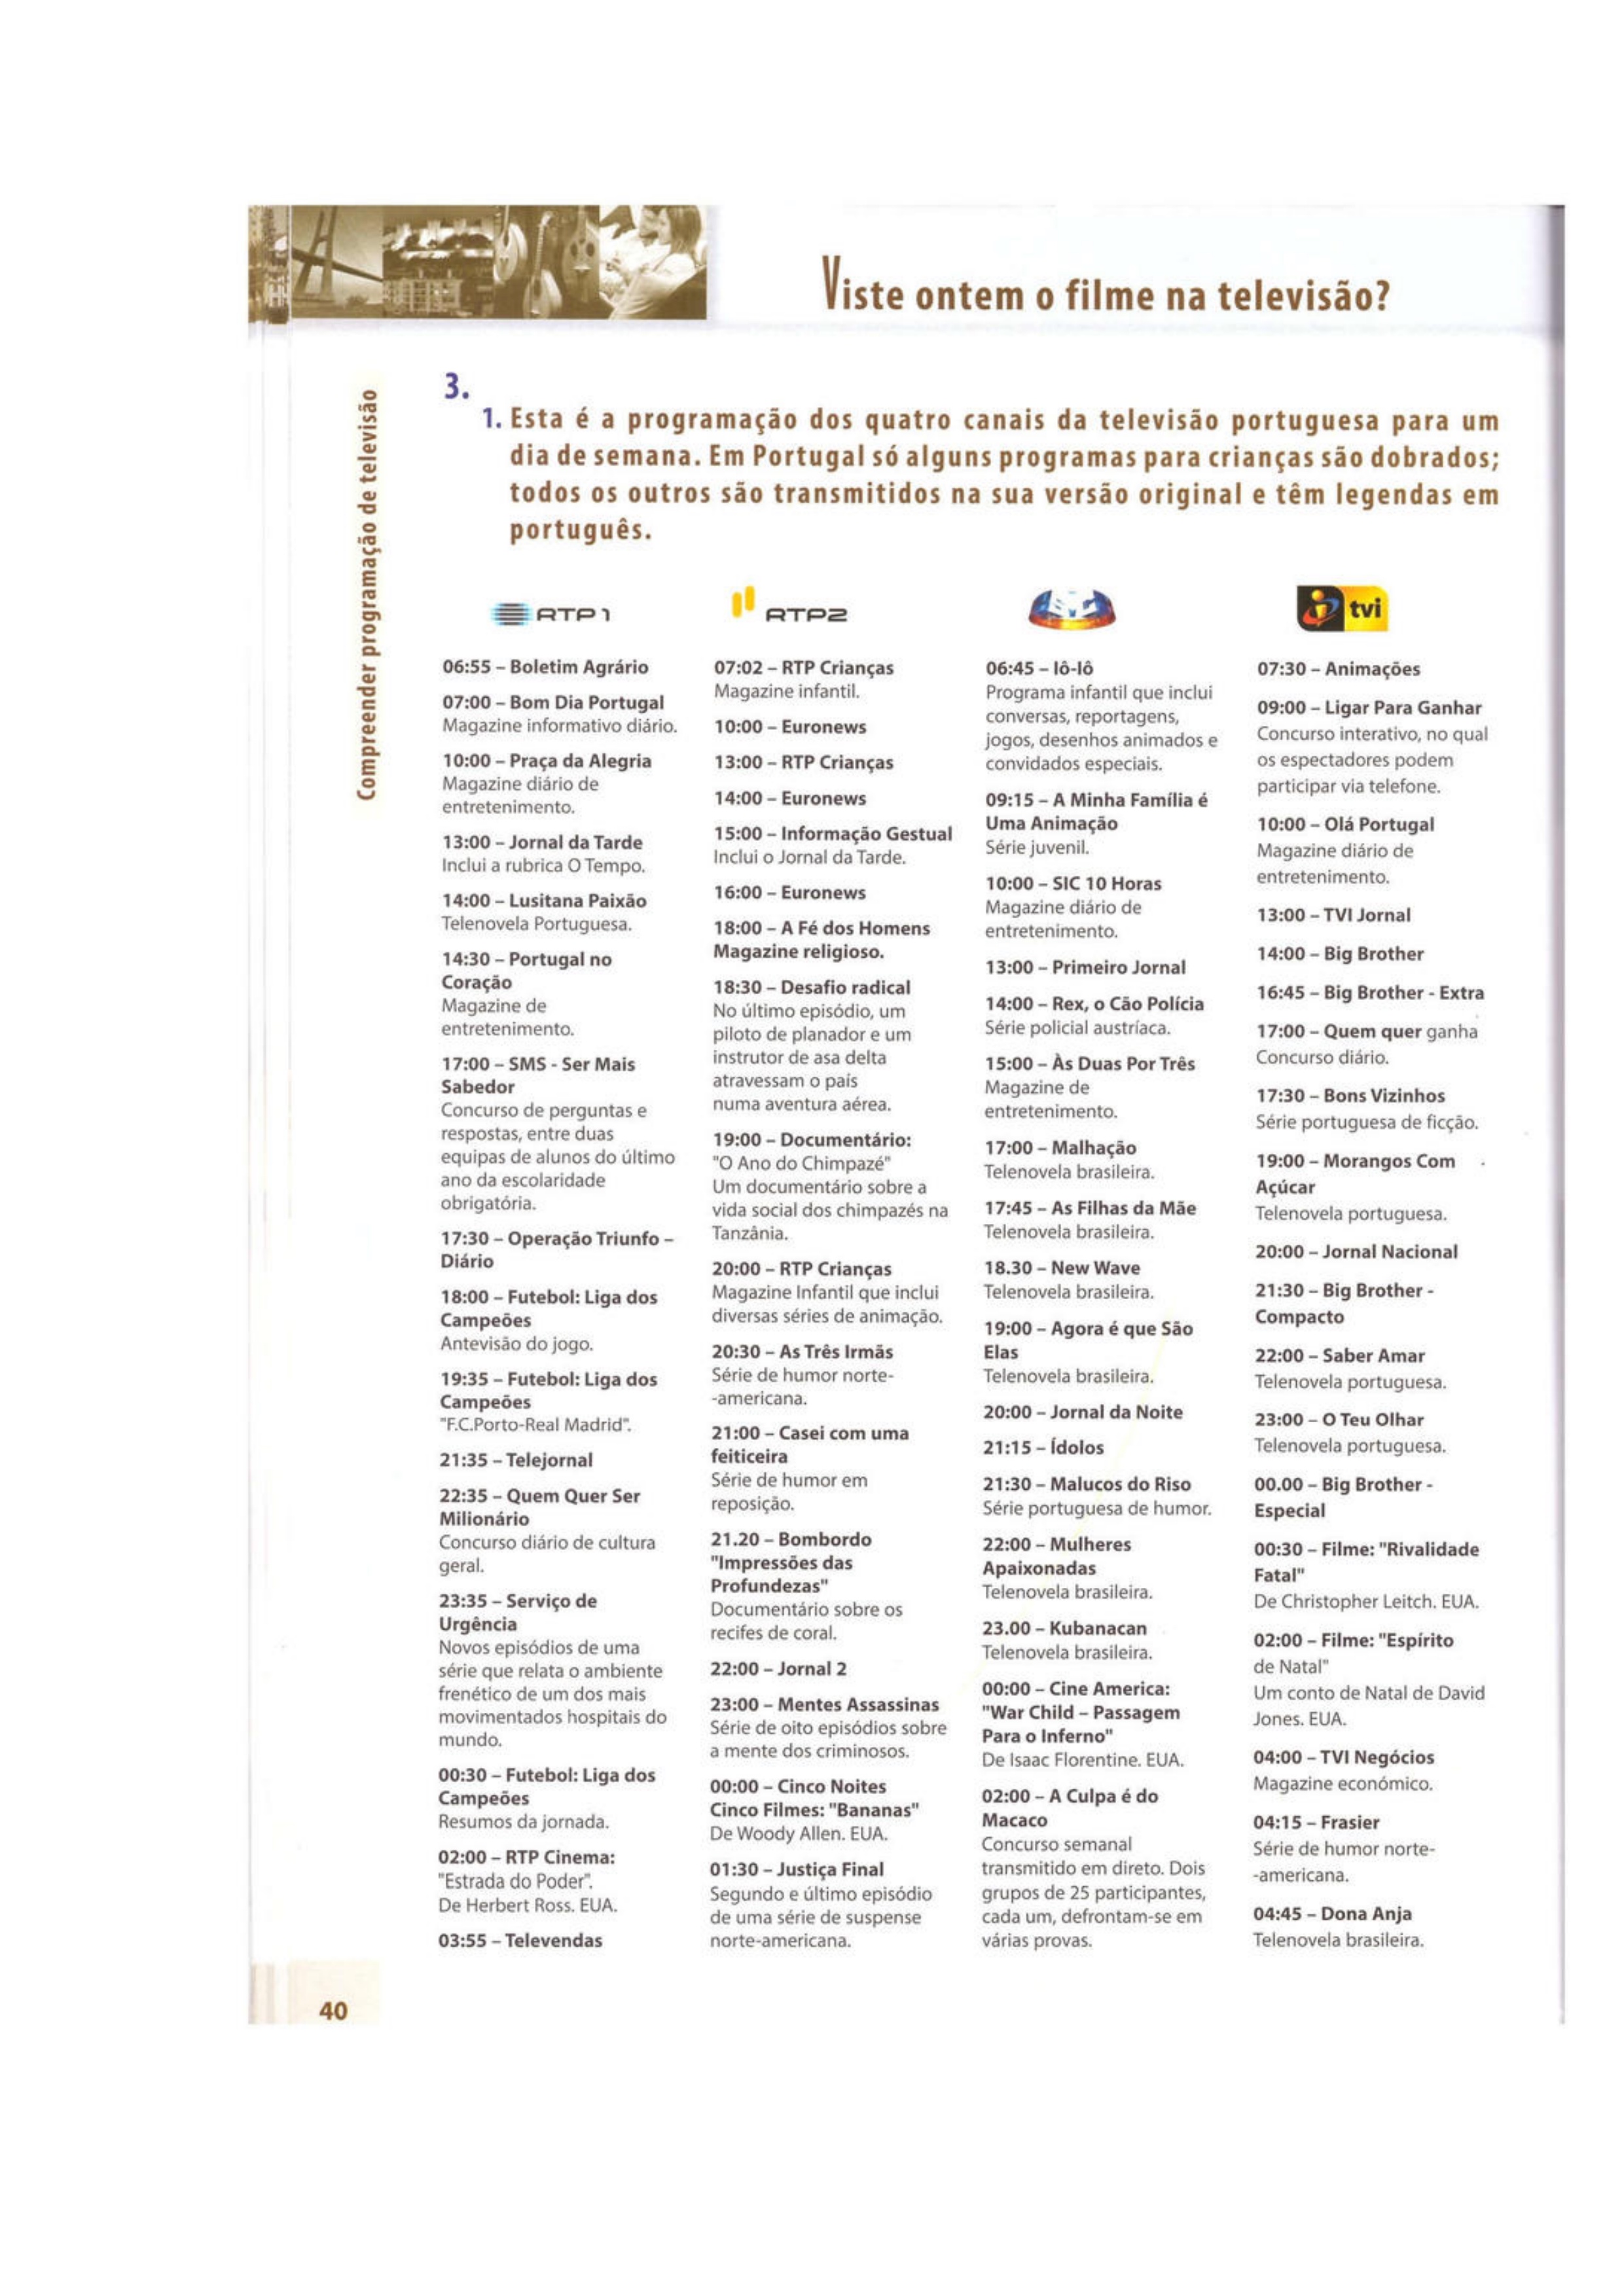 Viste ontem o filme na televisão?
Compreender programação de televisão
3.
1. Esta é a programação dos quatro canais da televisão portuguesa para um
dia de semana. Em Portugal só alguns programas para crianças são dobrados;
todos os outros são transmitidos na sua versão original e têm legendas em
português.
RTP1
06:55 – Boletim Agrário
07:00 – Bom Dia Portugal
Magazine informativo diário.
10:00 – Praça da Alegria
Magazine diário de
entretenimento.
13:00 – Jornal da Tarde
Inclui a rubrica O Tempo.
14:00 – Lusitana Paixão
Telenovela Portuguesa.
14:30 – Portugal no
Coração
Magazine de
entretenimento.
17:00 – SMS - Ser Mais
Sabedor
Concurso de perguntas e
respostas, entre duas
equipas de alunos do último
ano da escolaridade
obrigatória.
17:30 – Operação Triunfo –
Diário
18:00 – Futebol: Liga dos
Campeões
Antevisão do jogo.
19:35 – Futebol: Liga dos
Campeões
"F.C.Porto-Real Madrid".
21:35 – Telejornal
22:35 – Quem Quer Ser
Milionário
Concurso diário de cultura
geral.
23:35 – Serviço de
Urgência
Novos episódios de uma
série que relata o ambiente
frenético de um dos mais
movimentados hospitais do
mundo.
00:30 – Futebol: Liga dos
Campeões
Resumos da jornada.
02:00 – RTP Cinema:
"Estrada do Poder".
De Herbert Ross. EUA.
03:55 – Televendas
RTP2
07:02 – RTP Crianças
Magazine infantil.
10:00 – Euronews
13:00 – RTP Crianças
14:00 – Euronews
15:00 – Informação Gestual
Inclui o Jornal da Tarde.
16:00 – Euronews
18:00 – A Fé dos Homens
Magazine religioso.
18:30 – Desafio radical
No último episódio, um
piloto de planador e um
instrutor de asa delta
atravessam o país
numa aventura aérea.
19:00 – Documentário:
"O Ano do Chimpazé"
Um documentário sobre a
vida social dos chimpazés na
Tanzânia.
20:00 – RTP Crianças
Magazine Infantil que inclui
diversas séries de animação.
20:30 – As Três Irmãs
Série de humor norte-
-americana.
21:00 – Casei com uma
feiticeira
Série de humor em
reposição.
21.20 – Bombordo
"Impressões das
Profundezas"
Documentário sobre os
recifes de coral.
22:00 – Jornal 2
23:00 – Mentes Assassinas
Série de oito episódios sobre
a mente dos criminosos.
00:00 – Cinco Noites
Cinco Filmes: "Bananas"
De Woody Allen. EUA.
01:30 – Justiça Final
Segundo e último episódio
de uma série de suspense
norte-americana.
SIC
06:45 – Iô-Iô
Programa infantil que inclui
conversas, reportagens,
jogos, desenhos animados e
convidados especiais.
09:15 – A Minha Família é
Uma Animação
Série juvenil.
10:00 – SIC 10 Horas
Magazine diário de
entretenimento.
13:00 – Primeiro Jornal
14:00 – Rex, o Cão Polícia
Série policial austríaca.
15:00 – Às Duas Por Três
Magazine de
entretenimento.
17:00 – Malhação
Telenovela brasileira.
17:45 – As Filhas da Mãe
Telenovela brasileira.
18.30 – New Wave
Telenovela brasileira.
19:00 – Agora é que São
Elas
Telenovela brasileira.
20:00 – Jornal da Noite
21:15 – Ídolos
21:30 – Malucos do Riso
Série portuguesa de humor.
22:00 – Mulheres
Apaixonadas
Telenovela brasileira.
23.00 – Kubanacan
Telenovela brasileira.
00:00 – Cine America:
"War Child – Passagem
Para o Inferno"
De Isaac Florentine. EUA.
02:00 – A Culpa é do
Macaco
Concurso semanal
transmitido em direto. Dois
grupos de 25 participantes,
cada um, defrontam-se em
várias provas.
tvi
07:30 – Animações
09:00 – Ligar Para Ganhar
Concurso interativo, no qual
os espectadores podem
participar via telefone.
10:00 – Olá Portugal
Magazine diário de
entretenimento.
13:00 – TVI Jornal
14:00 – Big Brother
16:45 – Big Brother - Extra
17:00 – Quem quer ganha
Concurso diário.
17:30 – Bons Vizinhos
Série portuguesa de ficção.
19:00 – Morangos Com
Açúcar
Telenovela portuguesa.
20:00 – Jornal Nacional
21:30 – Big Brother -
Compacto
22:00 – Saber Amar
Telenovela portuguesa.
23:00 – O Teu Olhar
Telenovela portuguesa.
00.00 – Big Brother -
Especial
00:30 – Filme: "Rivalidade
Fatal"
De Christopher Leitch. EUA.
02:00 – Filme: "Espírito
de Natal"
Um conto de Natal de David
Jones. EUA.
04:00 – TVI Negócios
Magazine económico.
04:15 – Frasier
Série de humor norte-
-americana.
04:45 – Dona Anja
Telenovela brasileira.
40